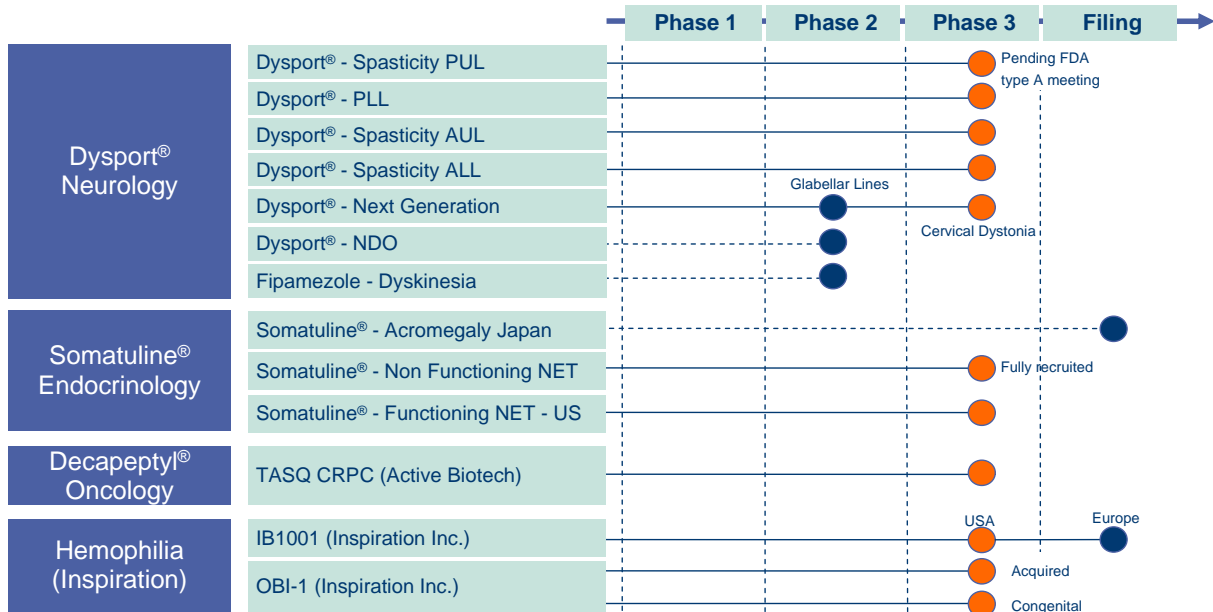 Phase 1 Phase 2 Phase 3 Filing
Dysport®
Neurology
Dysport® - Spasticity PUL
Pending FDA
type A meeting
Dysport® - PLL
Dysport® - Spasticity AUL
Dysport® - Spasticity ALL
Glabellar Lines
Dysport® - Next Generation
Cervical Dystonia
Dysport® - NDO
Fipamezole - Dyskinesia
Somatuline®
Endocrinology
Somatuline® - Acromegaly Japan
Somatuline® - Non Functioning NET
Fully recruited
Somatuline® - Functioning NET - US
Decapeptyl®
Oncology
TASQ CRPC (Active Biotech)
Hemophilia
(Inspiration)
USA
Europe
IB1001 (Inspiration Inc.)
OBI-1 (Inspiration Inc.)
Acquired
Congenital